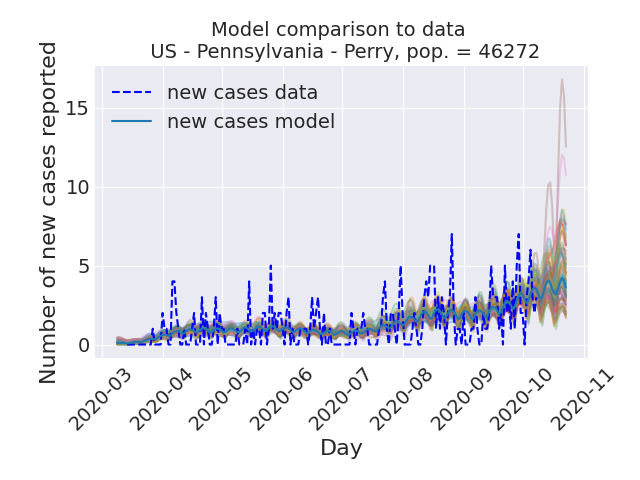 Model comparison to data
US - Pennsylvania - Perry, pop. = 46272
new cases data
new cases model
Number of new cases reported
15
10
5
0
2020-03
2020-04
2020-05
2020-06
2020-07
2020-08
2020-09
2020-10
2020-11
Day